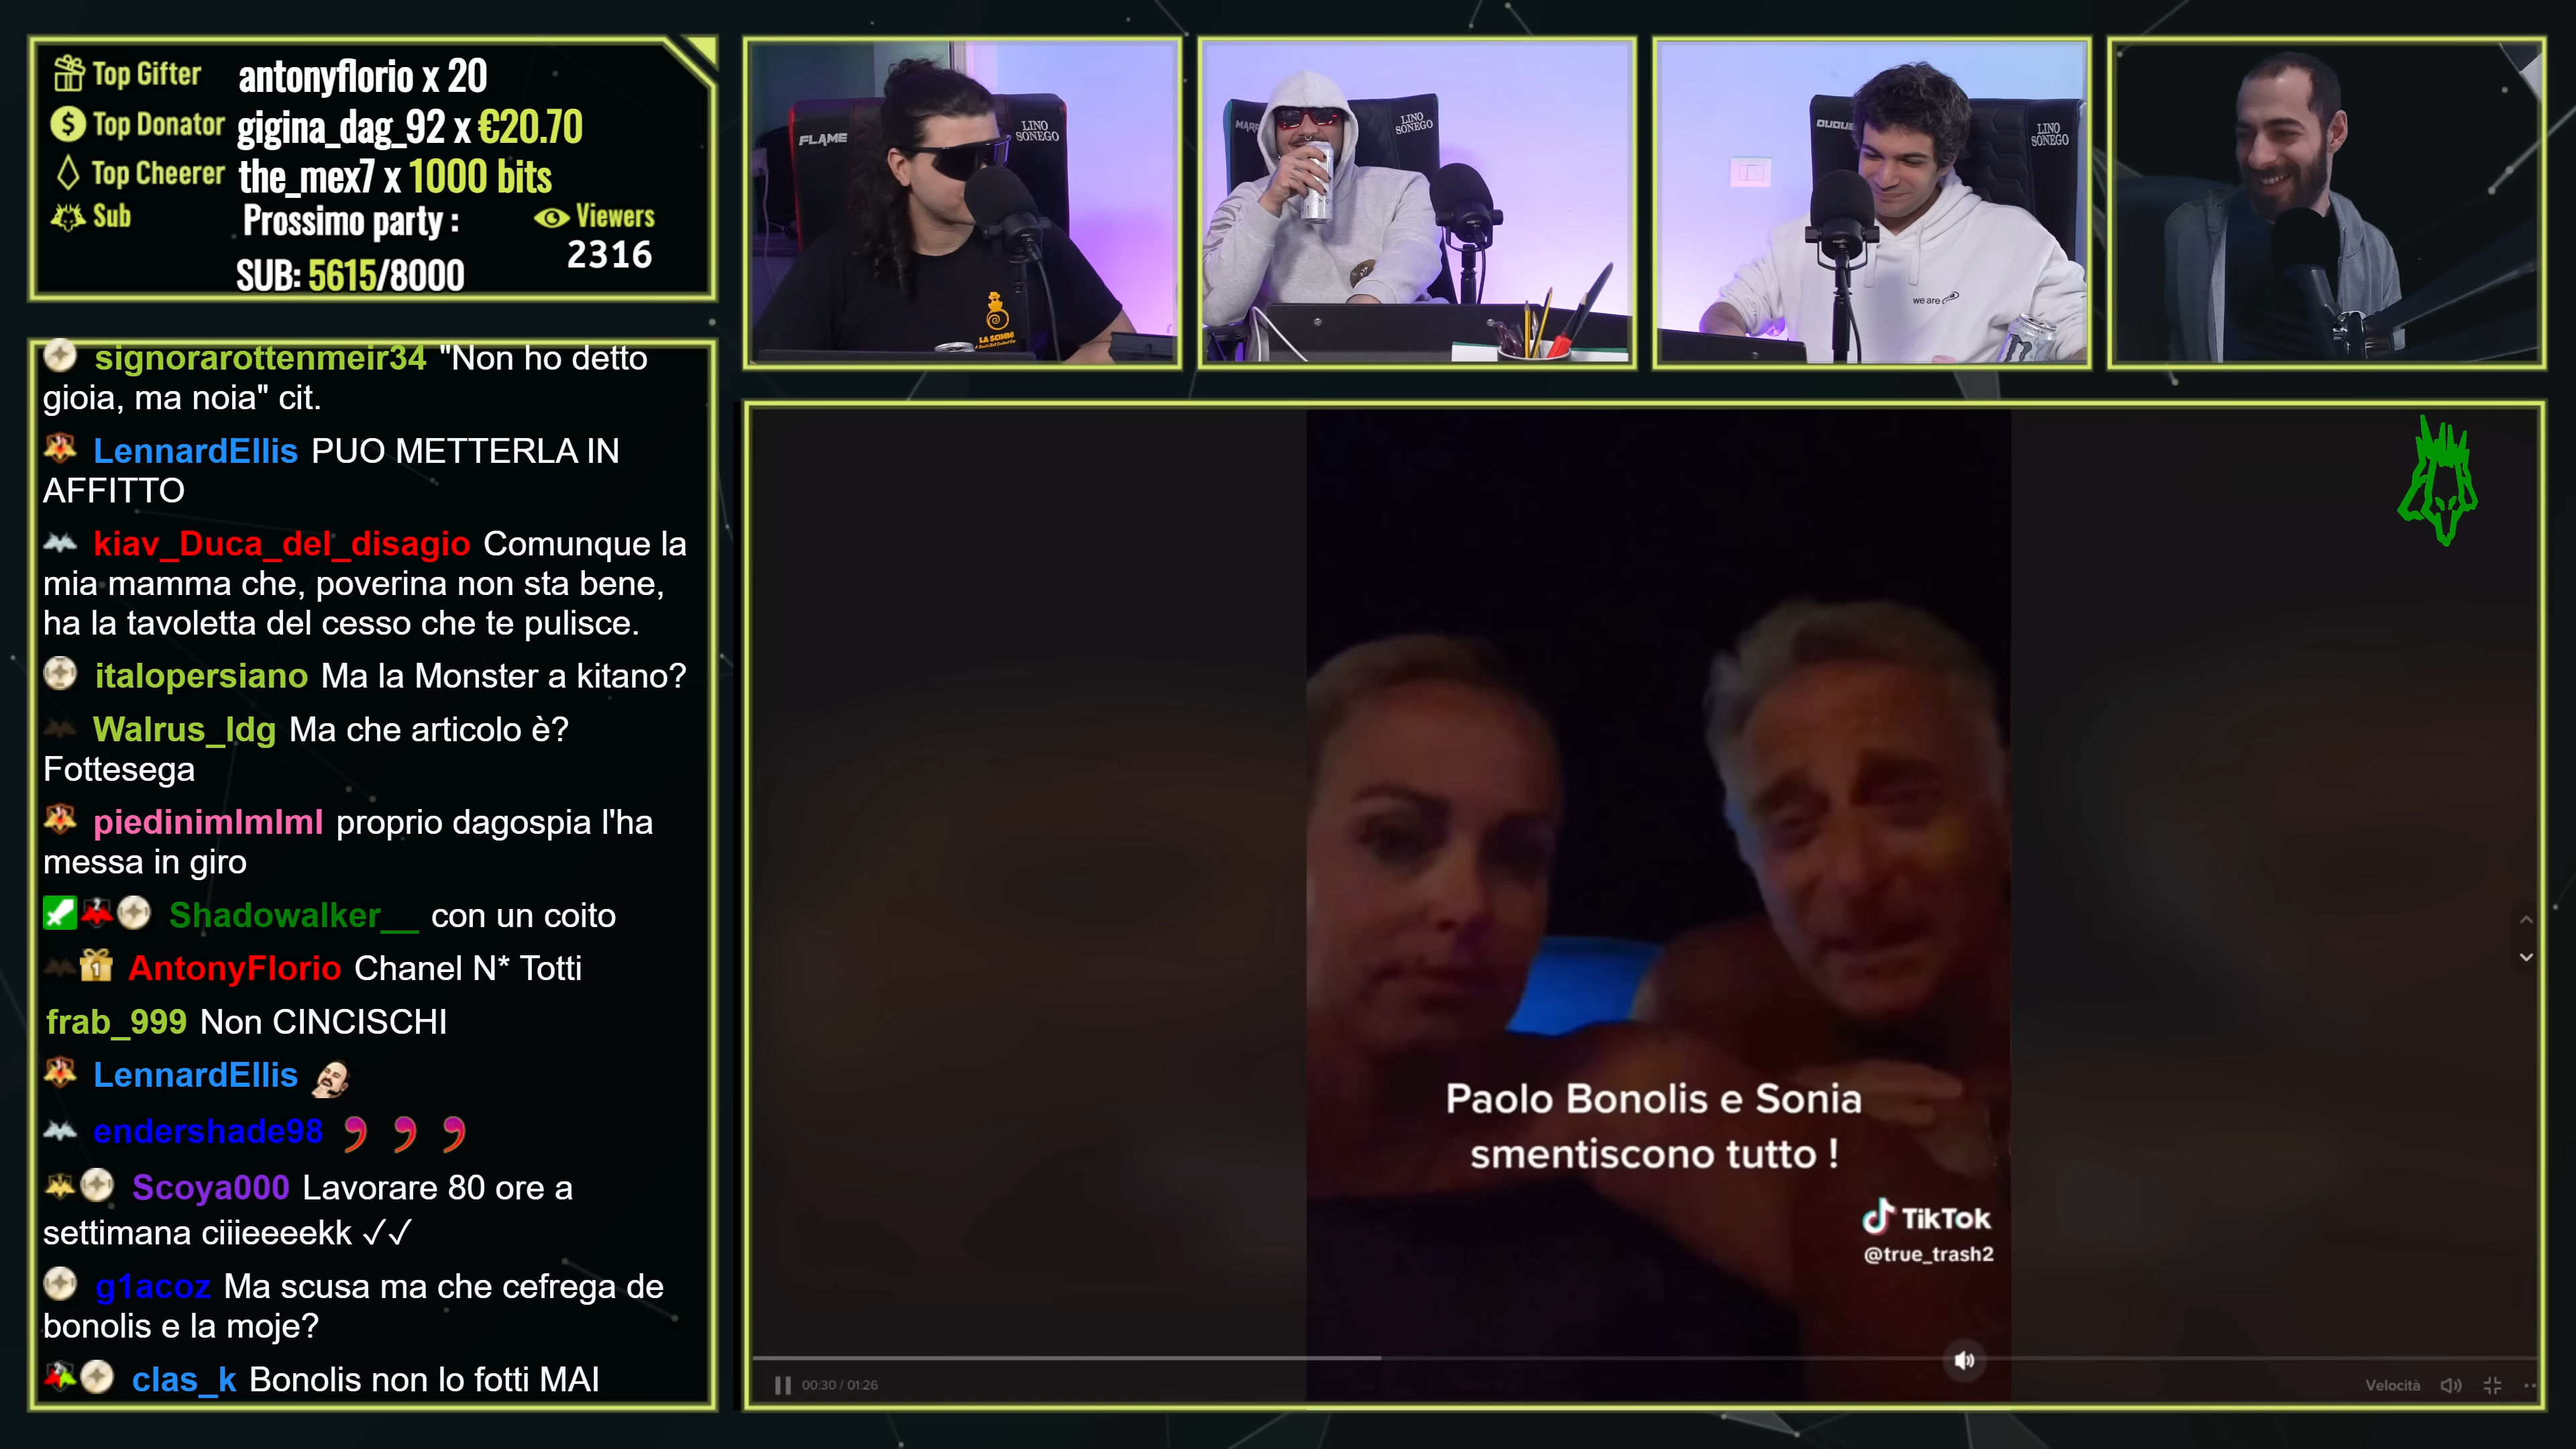 Top Gifter antonyflorio x 20
Top Donator gigina_dag_92 x €20.70
Top Cheerer the_mex7 x 1000 bits
Sub Prossimo party : Viewers
2316
SUB: 5615/8000
signorarottenmeir34 "Non ho detto
gioia, ma noia" cit.
LennardEllis PUO METTERLA IN
AFFITTO
kiav_Duca_del_disagio Comunque la
mia mamma che, poverina non sta bene,
ha la tavoletta del cesso che te pulisce.
italopersiano Ma la Monster a kitano?
Walrus_ldg Ma che articolo è?
Fottesega
piedinimlmlml proprio dagospia l'ha
messa in giro
Shadowalker__ con un coito
AntonyFlorio Chanel N* Totti
frab_999 Non CINCISCHI
LennardEllis
endershade98
Scoya000 Lavorare 80 ore a
settimana ciiieeeekk ✓✓
g1acoz Ma scusa ma che cefrega de
bonolis e la moje?
clas_k Bonolis non lo fotti MAI
FLAME
LINO
SONEGO
LA SCIMMI
LINO
SONEGO
LINO
SONEGO
we are
Paolo Bonolis e Sonia
smentiscono tutto !
TikTok
@true_trash2
00:30 / 01:26
Velocità